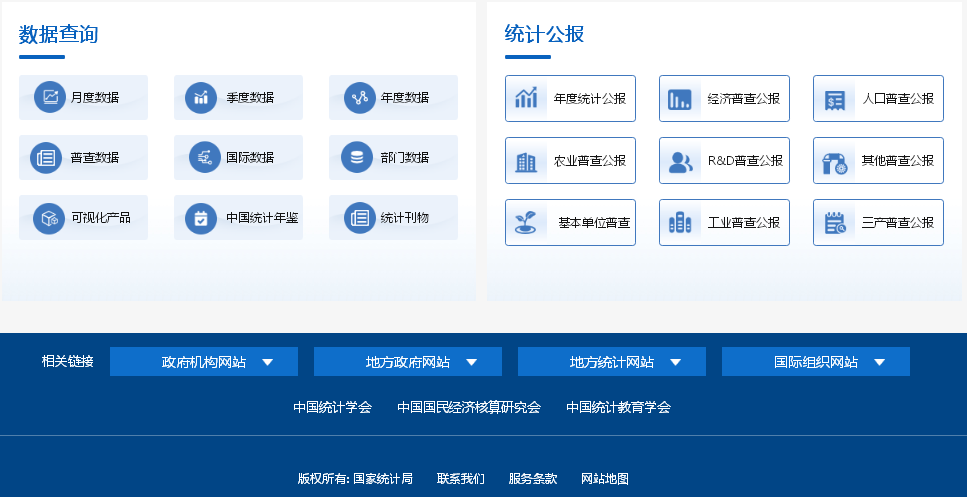 数据查询
月度数据 季度数据 年度数据
普查数据 国际数据 部门数据
可视化产品 中国统计年鉴 统计刊物
统计公报
年度统计公报 经济普查公报 人口普查公报
农业普查公报 R&D普查公报 其他普查公报
基本单位普查 工业普查公报 三产普查公报
相关链接 政府机构网站 地方政府网站 地方统计网站 国际组织网站
中国统计学会 中国国民经济核算研究会 中国统计教育学会
版权所有: 国家统计局 联系我们 服务条款 网站地图